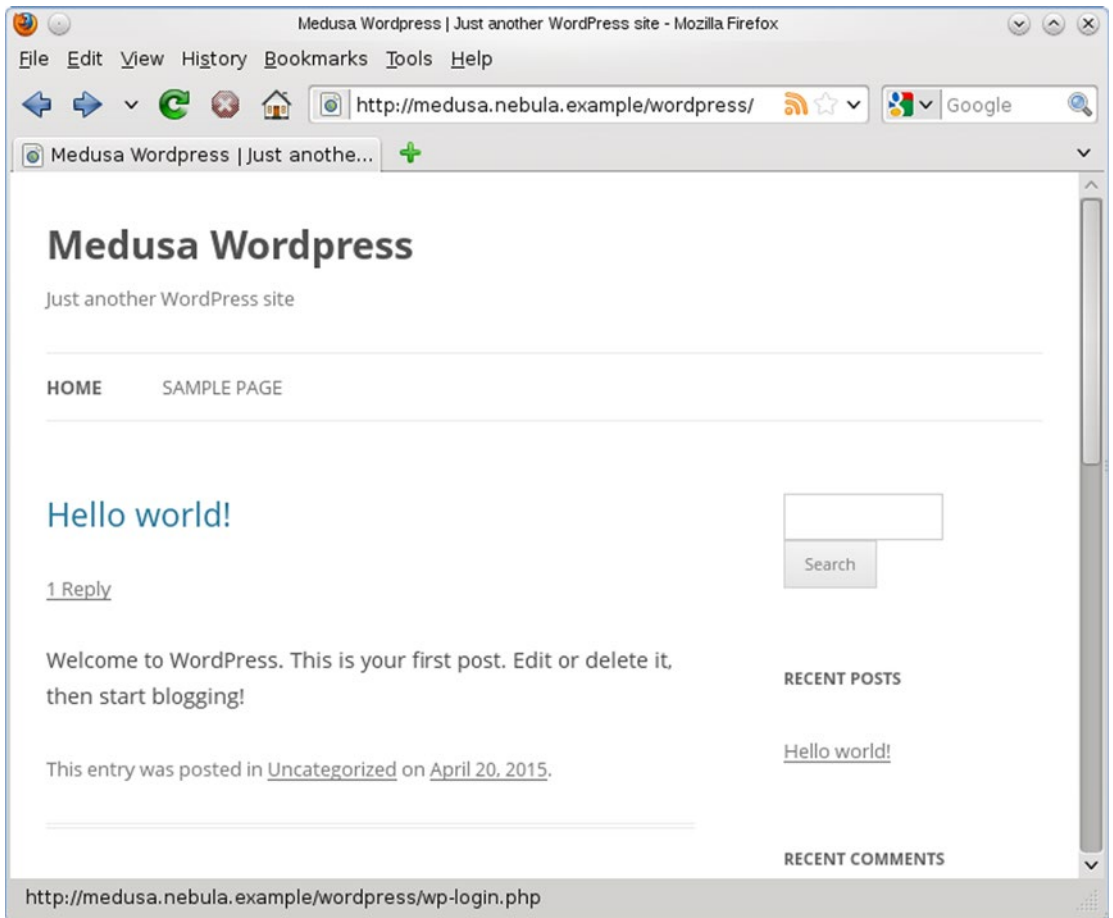 Medusa Wordpress | Just another WordPress site - Mozilla Firefox
File Edit View History Bookmarks Tools Help
http://medusa.nebula.example/wordpress/ Google
Medusa Wordpress | Just anothe...
Medusa Wordpress
Just another WordPress site
HOME SAMPLE PAGE
Hello world!
1 Reply
Welcome to WordPress. This is your first post. Edit or delete it,
then start blogging!
This entry was posted in Uncategorized on April 20, 2015.
Search
RECENT POSTS
Hello world!
RECENT COMMENTS
http://medusa.nebula.example/wordpress/wp-login.php